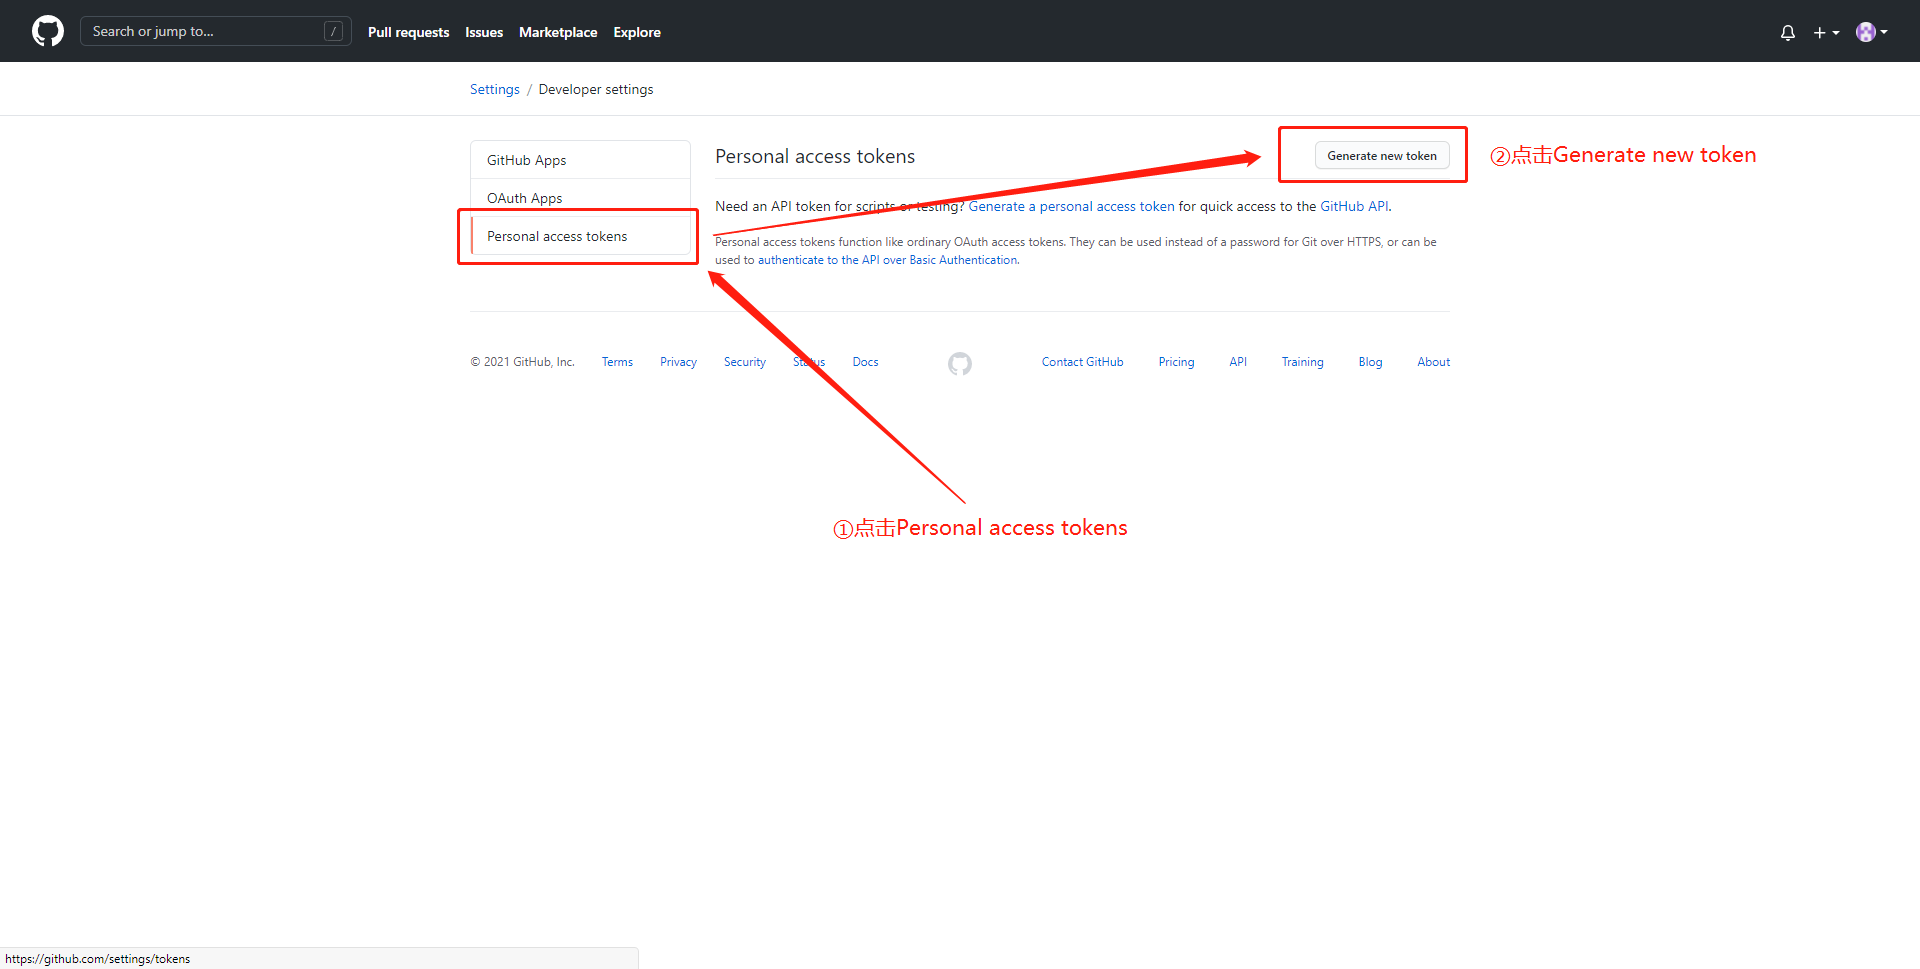 Search or jump to... /
Pull requests Issues Marketplace Explore
Settings / Developer settings
GitHub Apps
OAuth Apps
Personal access tokens
Personal access tokens
Generate new token
②点击Generate new token
Need an API token for scripts or testing? Generate a personal access token for quick access to the GitHub API.
Personal access tokens function like ordinary OAuth access tokens. They can be used instead of a password for Git over HTTPS, or can be
used to authenticate to the API over Basic Authentication.
© 2021 GitHub, Inc. Terms Privacy Security Status Docs Contact GitHub Pricing API Training Blog About
①点击Personal access tokens
https://github.com/settings/tokens